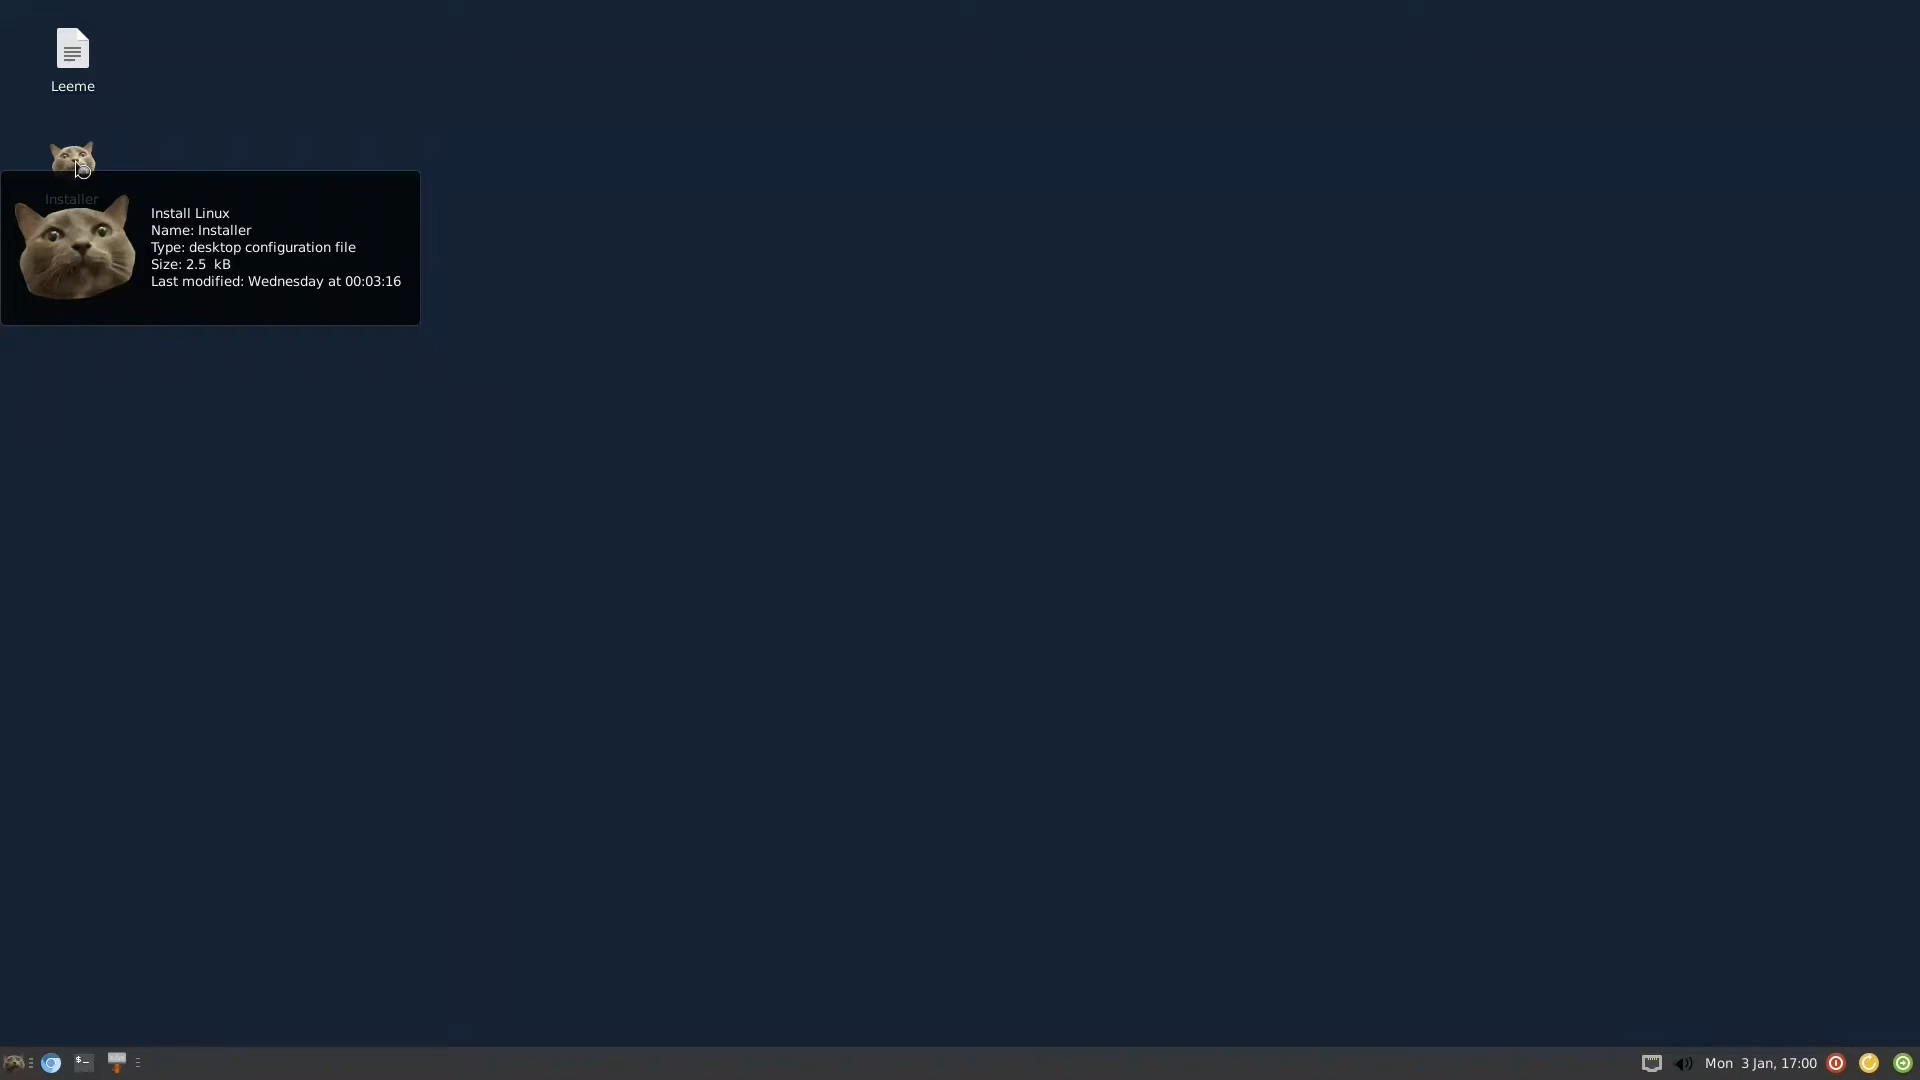 Leeme
Installer
Install Linux
Name: Installer
Type: desktop configuration file
Size: 2.5 kB
Last modified: Wednesday at 00:03:16
$_
Mon 3 Jan, 17:00